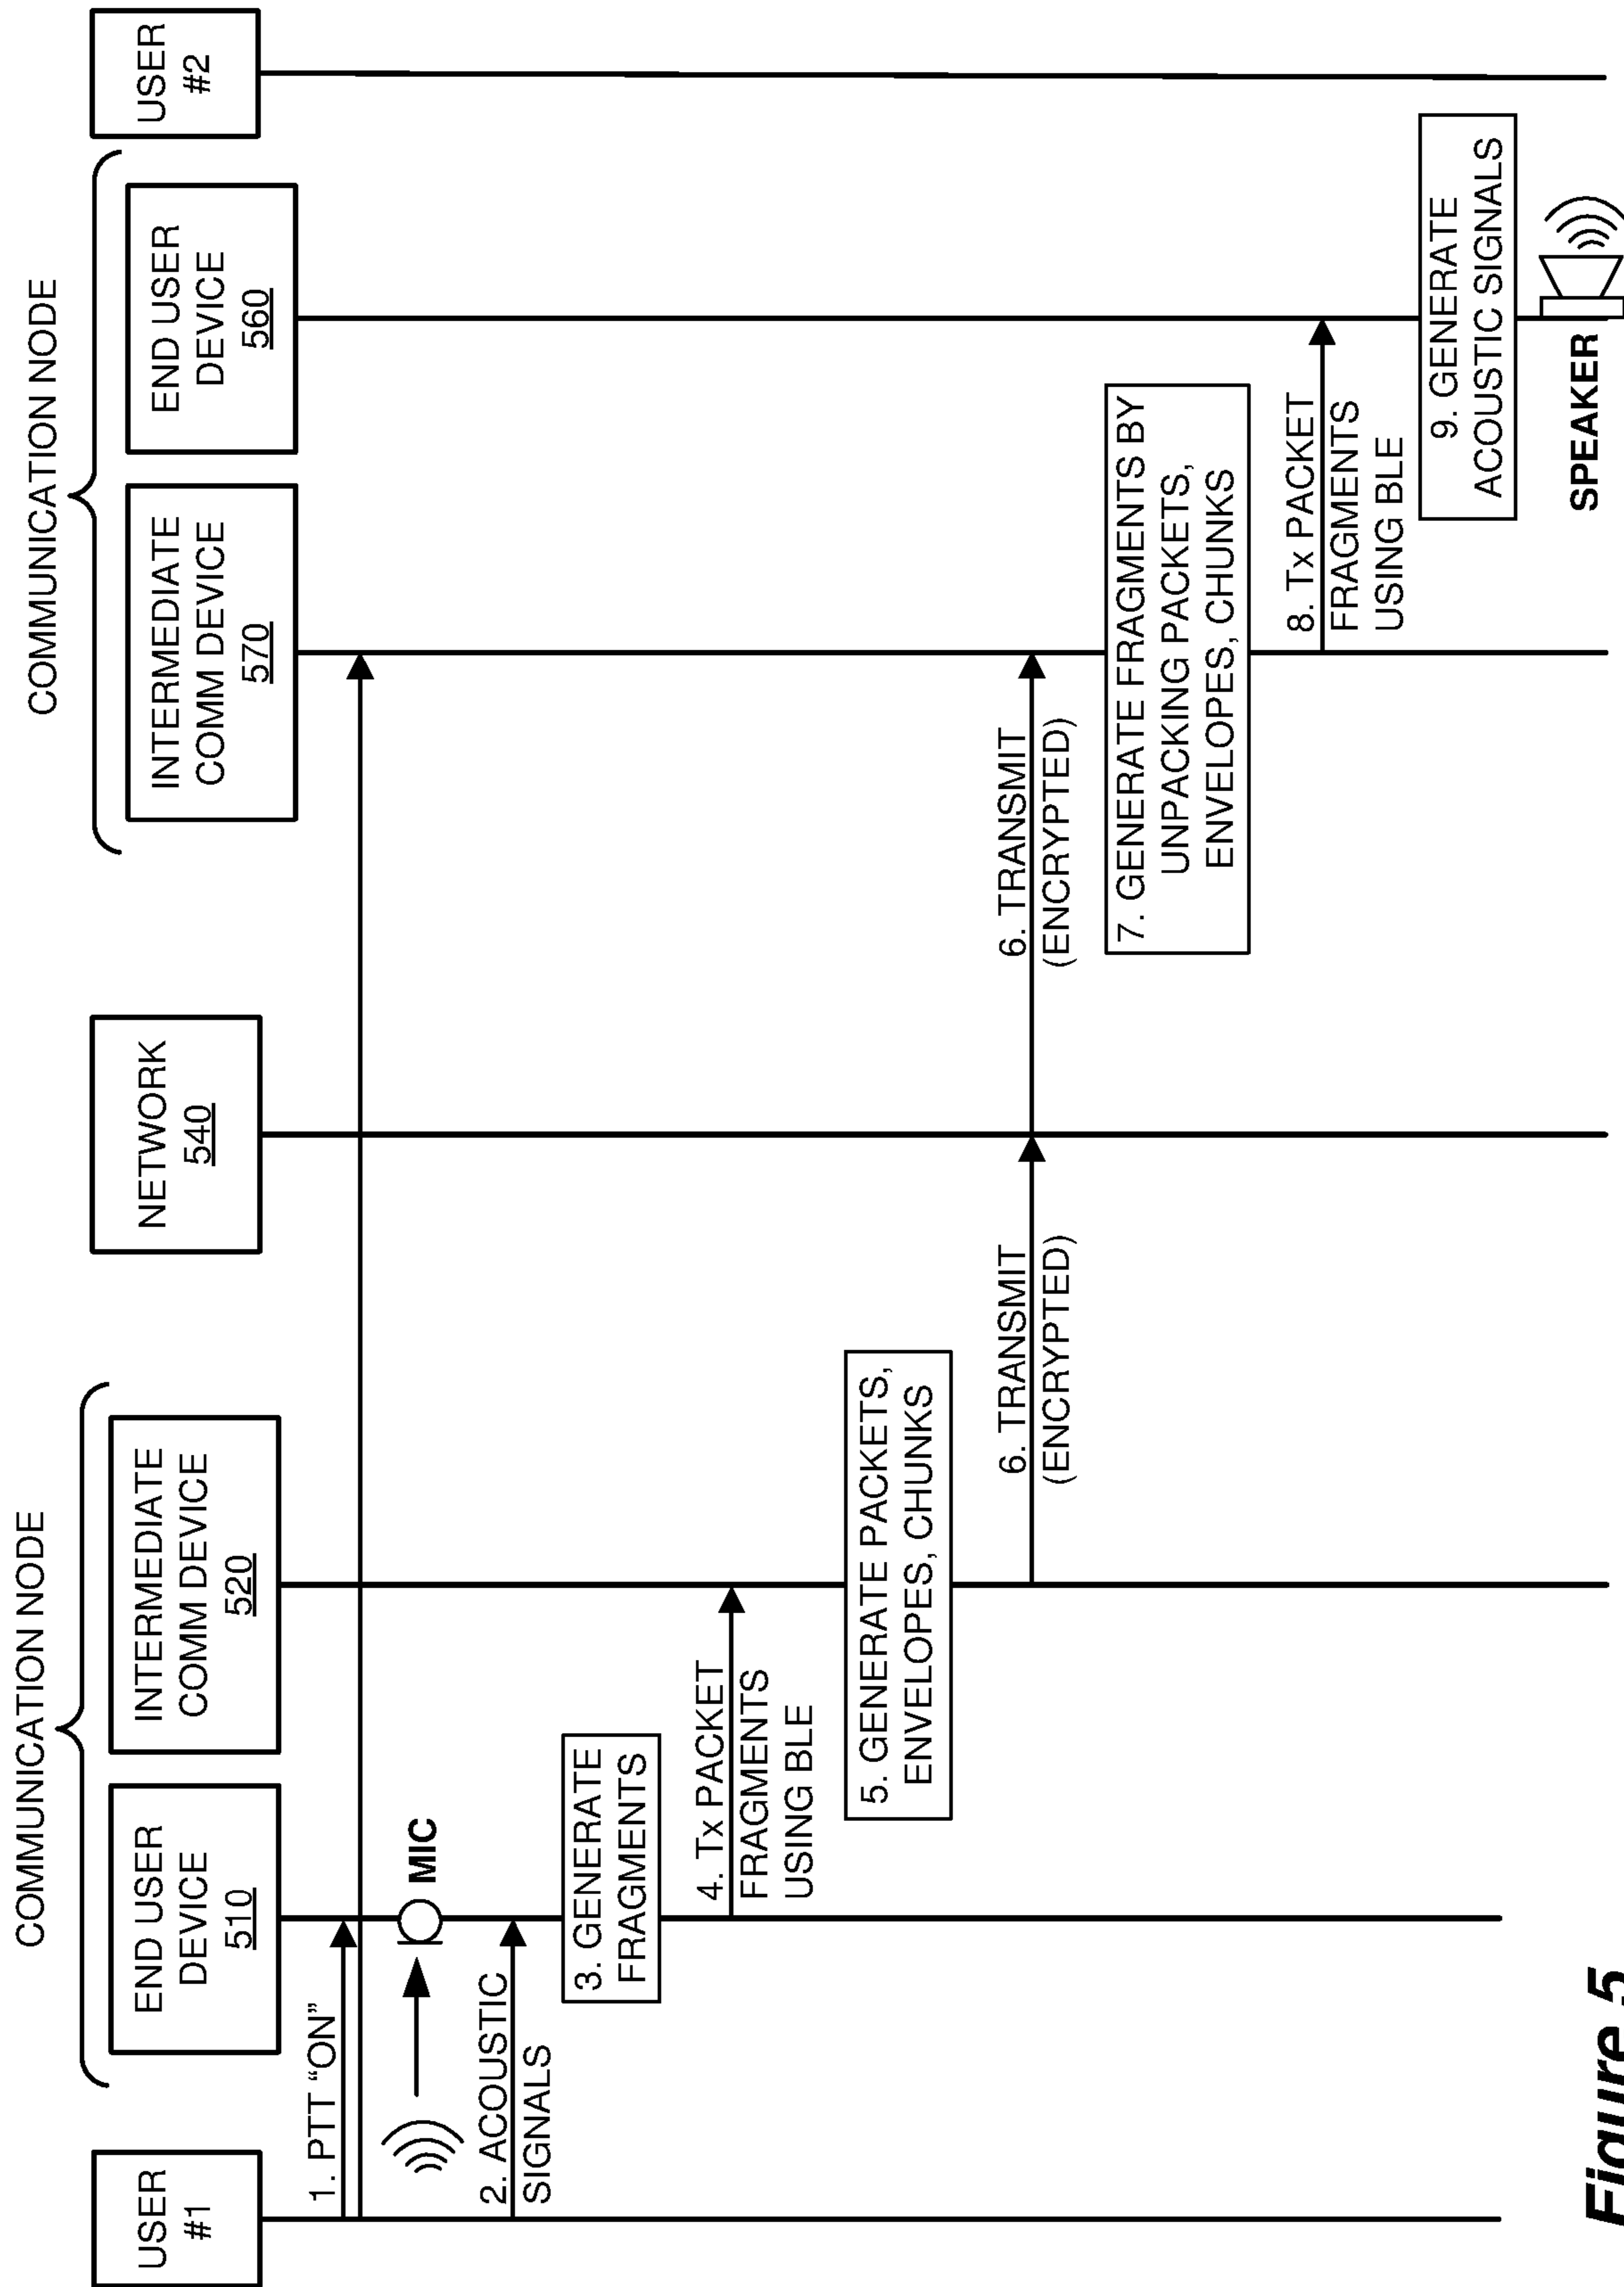 COMMUNICATION NODE
COMMUNICATION NODE
USER
#1
END USER
DEVICE
510
INTERMEDIATE
COMM DEVICE
520
NETWORK
540
INTERMEDIATE
COMM DEVICE
570
END USER
DEVICE
560
USER
#2
1. PTT “ON”
MIC
2. ACOUSTIC
SIGNALS
3. GENERATE
FRAGMENTS
4. Tx PACKET
FRAGMENTS
USING BLE
5. GENERATE PACKETS,
ENVELOPES, CHUNKS
6. TRANSMIT
(ENCRYPTED)
6. TRANSMIT
(ENCRYPTED)
7. GENERATE FRAGMENTS BY
UNPACKING PACKETS,
ENVELOPES, CHUNKS
8. Tx PACKET
FRAGMENTS
USING BLE
9. GENERATE
ACOUSTIC SIGNALS
SPEAKER
Figure 5